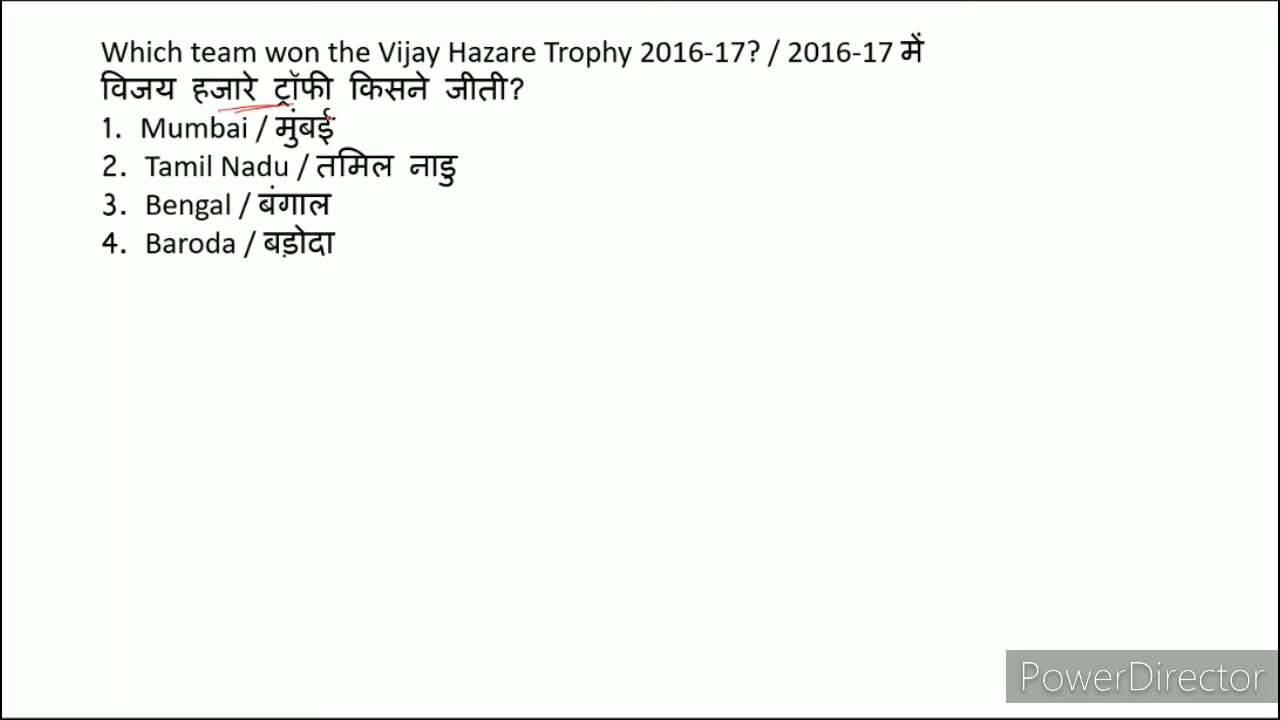 Which team won the Vijay Hazare Trophy 2016-17? / 2016-17 में
विजय हजारे ट्रॉफी किसने जीती?
1. Mumbai / मुंबई
2. Tamil Nadu / तमिल नाडु
3. Bengal / बंगाल
4. Baroda / बड़ोदा
PowerDirector